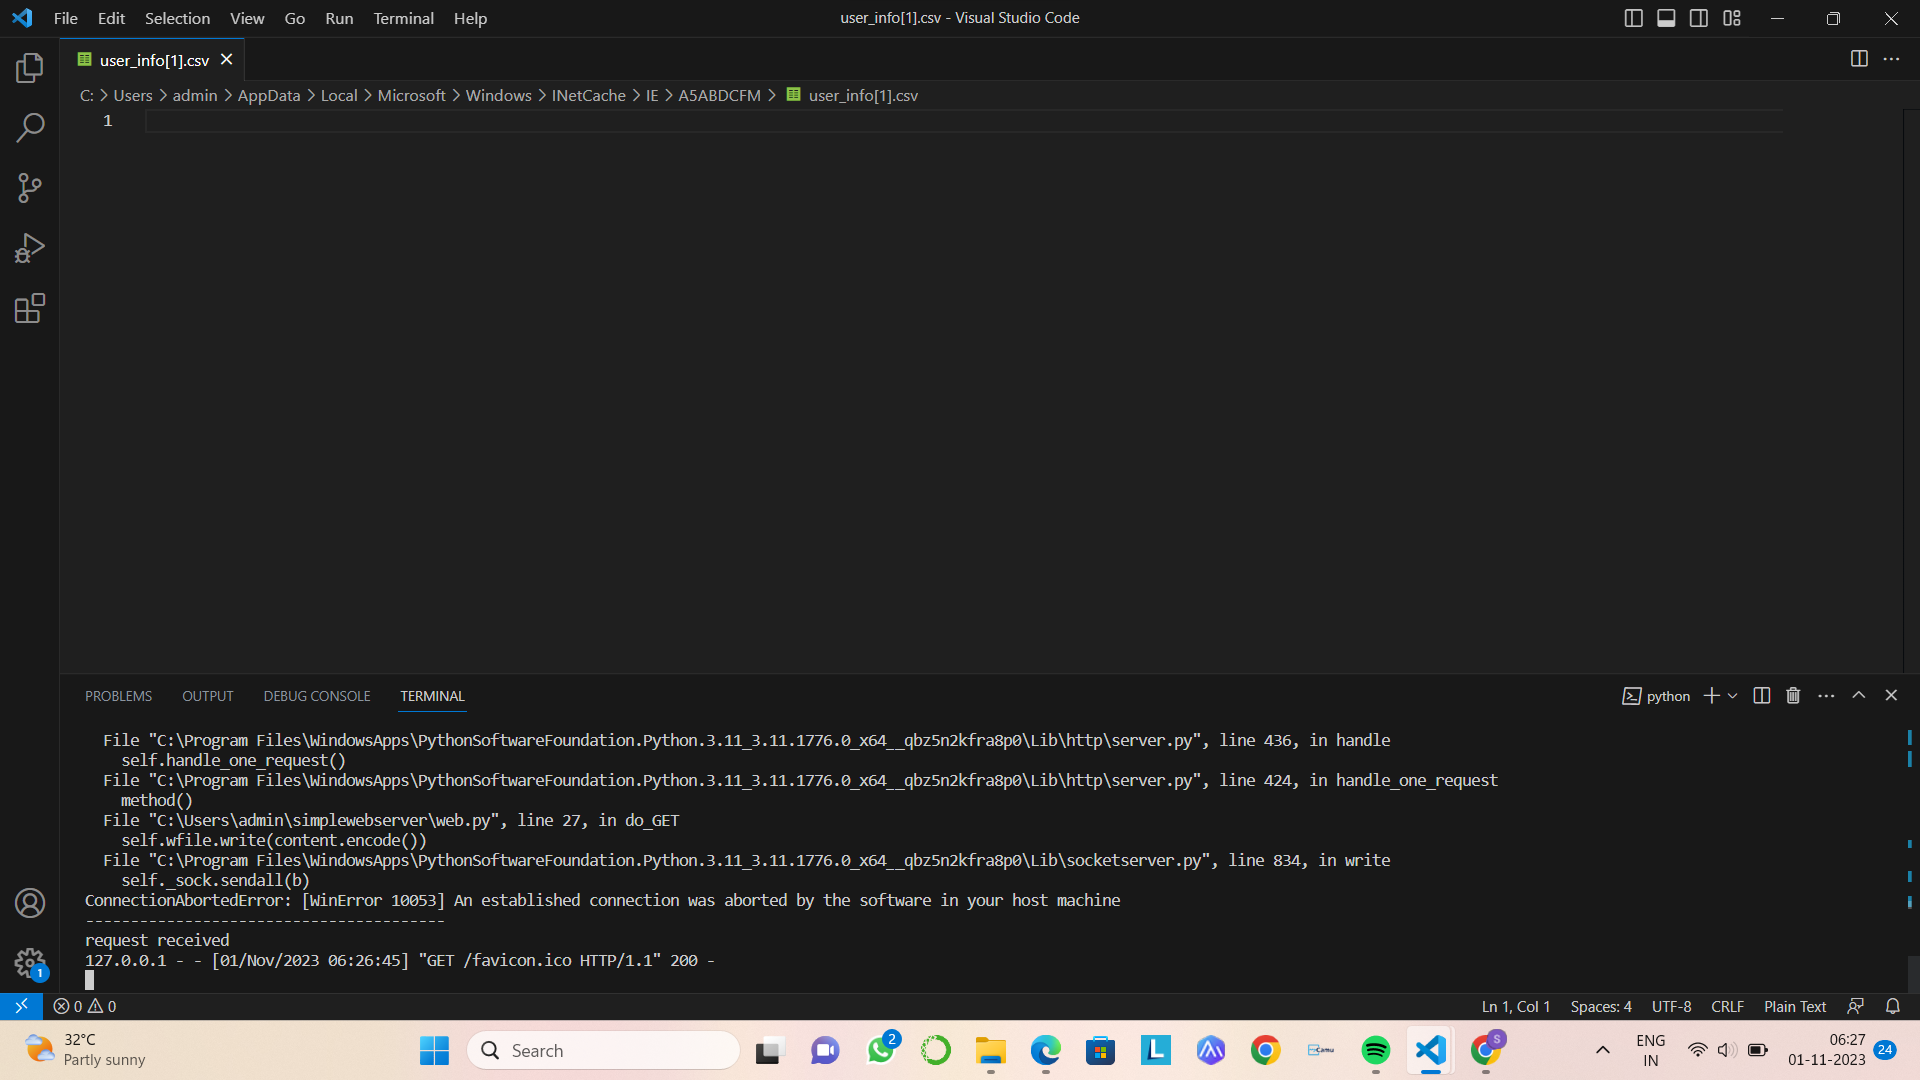 File Edit Selection View Go Run Terminal Help
user_info[1].csv - Visual Studio Code
user_info[1].csv
C: > Users > admin > AppData > Local > Microsoft > Windows > INetCache > IE > A5ABDCFM > user_info[1].csv
1
PROBLEMS OUTPUT DEBUG CONSOLE TERMINAL
python
File "C:\Program Files\WindowsApps\PythonSoftwareFoundation.Python.3.11_3.11.1776.0_x64__qbz5n2kfra8p0\Lib\http\server.py", line 436, in handle
self.handle_one_request()
File "C:\Program Files\WindowsApps\PythonSoftwareFoundation.Python.3.11_3.11.1776.0_x64__qbz5n2kfra8p0\Lib\http\server.py", line 424, in handle_one_request
method()
File "C:\Users\admin\simplewebserver\web.py", line 27, in do_GET
self.wfile.write(content.encode())
File "C:\Program Files\WindowsApps\PythonSoftwareFoundation.Python.3.11_3.11.1776.0_x64__qbz5n2kfra8p0\Lib\socketserver.py", line 834, in write
self._sock.sendall(b)
ConnectionAbortedError: [WinError 10053] An established connection was aborted by the software in your host machine
----------------------------------------
request received
127.0.0.1 - - [01/Nov/2023 06:26:45] "GET /favicon.ico HTTP/1.1" 200 -
1
0 0
Ln 1, Col 1 Spaces: 4 UTF-8 CRLF Plain Text
32°C
Partly sunny
Search
2
L
camu
S
ENG
IN
06:27
01-11-2023
24